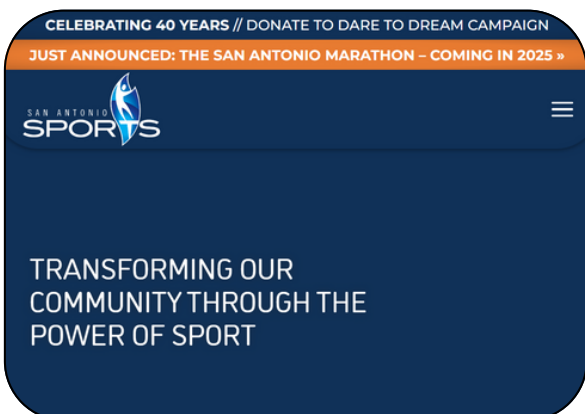 CELEBRATING 40 YEARS // DONATE TO DARE TO DREAM CAMPAIGN
JUST ANNOUNCED: THE SAN ANTONIO MARATHON – COMING IN 2025 »
SAN ANTONIO
SPORTS
TRANSFORMING OUR
COMMUNITY THROUGH THE
POWER OF SPORT